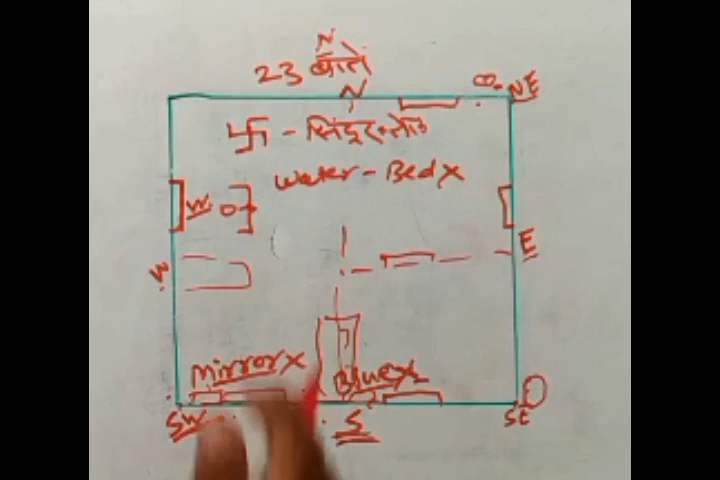 N
23 बातें
N
NE
卐 - सिंदूर+तेल
Water - Bed x
W
E
W
Mirror x
Blue x
SW
S
SE